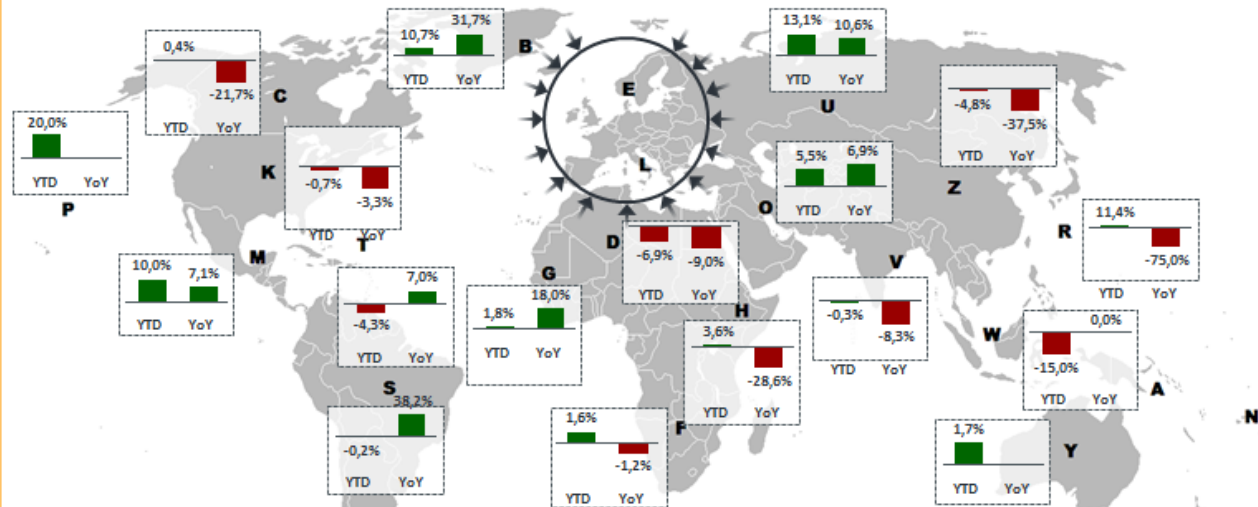 10,7% 31,7%
YTD YoY
B
13,1% 10,6%
YTD YoY
U
0,4%
-21,7%
YTD YoY
C
E
L
-4,8%
-37,5%
YTD YoY
Z
20,0%
YTD YoY
P
K
-0,7%
-3,3%
YTD YoY
T
5,5% 6,9%
YTD YoY
O
D
-6,9% -9,0%
YTD YoY
H
R
11,4%
-75,0%
YTD YoY
M
10,0% 7,1%
YTD YoY
7,0%
-4,3%
YTD YoY
S
G
1,8% 18,0%
YTD YoY
V
-0,3%
-8,3%
YTD YoY
3,6%
-28,6%
YTD YoY
W
0,0%
-15,0%
YTD YoY
A
N
38,2%
-0,2%
YTD YoY
1,6%
-1,2%
YTD YoY
F
1,7%
YTD YoY
Y